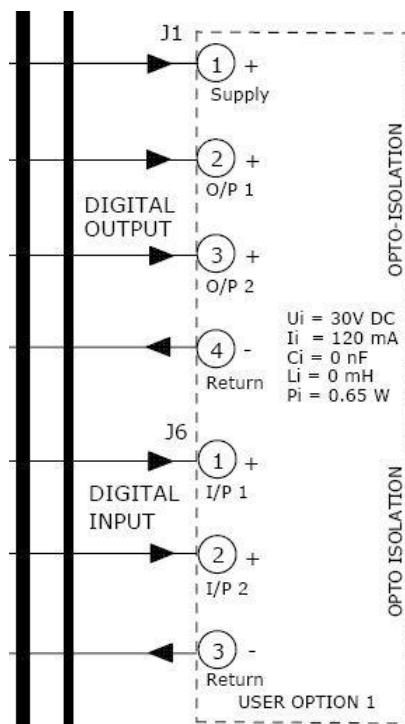 J1
1 +
Supply
2 +
O/P 1
DIGITAL
OUTPUT
3 +
O/P 2
4 -
Return
OPTO-ISOLATION
Ui = 30V DC
Ii = 120 mA
Ci = 0 nF
Li = 0 mH
Pi = 0.65 W
J6
1 +
I/P 1
DIGITAL
INPUT
2 +
I/P 2
3 -
Return
OPTO ISOLATION
USER OPTION 1